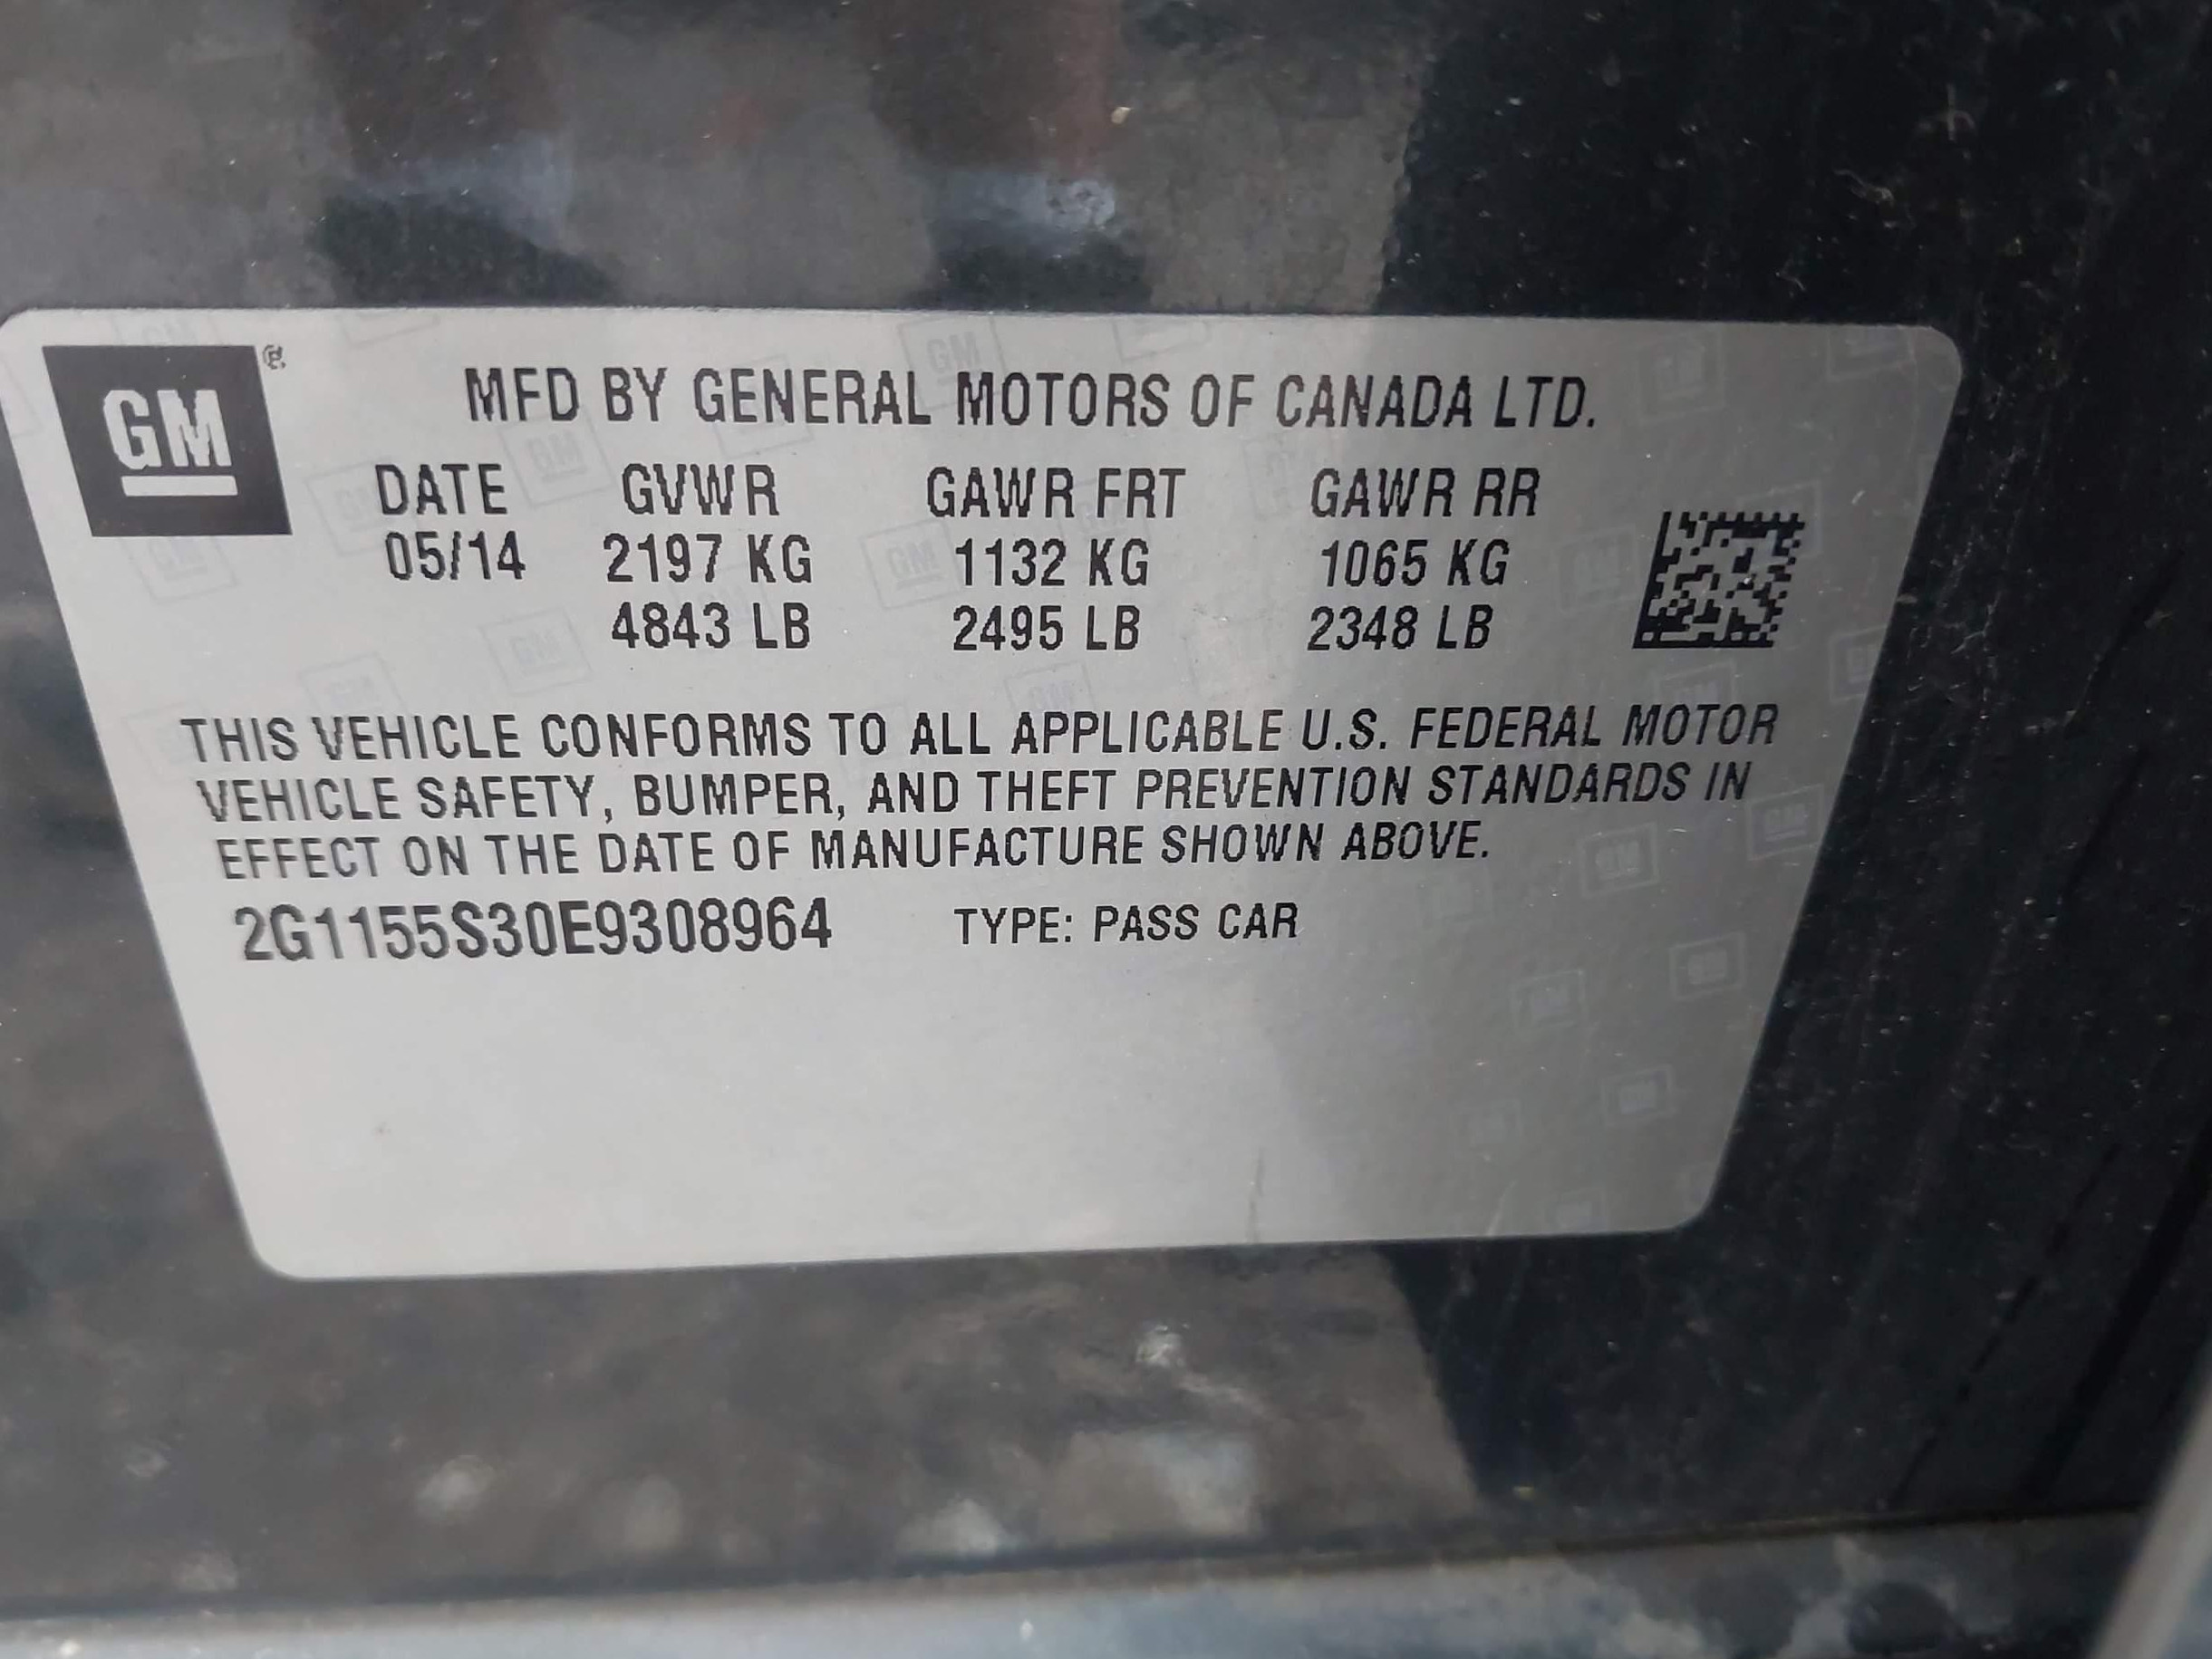 GM
MFD BY GENERAL MOTORS OF CANADA LTD.
DATE GVWR GAWR FRT GAWR RR
05/14 2197 KG 1132 KG 1065 KG
4843 LB 2495 LB 2348 LB
THIS VEHICLE CONFORMS TO ALL APPLICABLE U.S. FEDERAL MOTOR
VEHICLE SAFETY, BUMPER, AND THEFT PREVENTION STANDARDS IN
EFFECT ON THE DATE OF MANUFACTURE SHOWN ABOVE.
2G1155S30E9308964 TYPE: PASS CAR